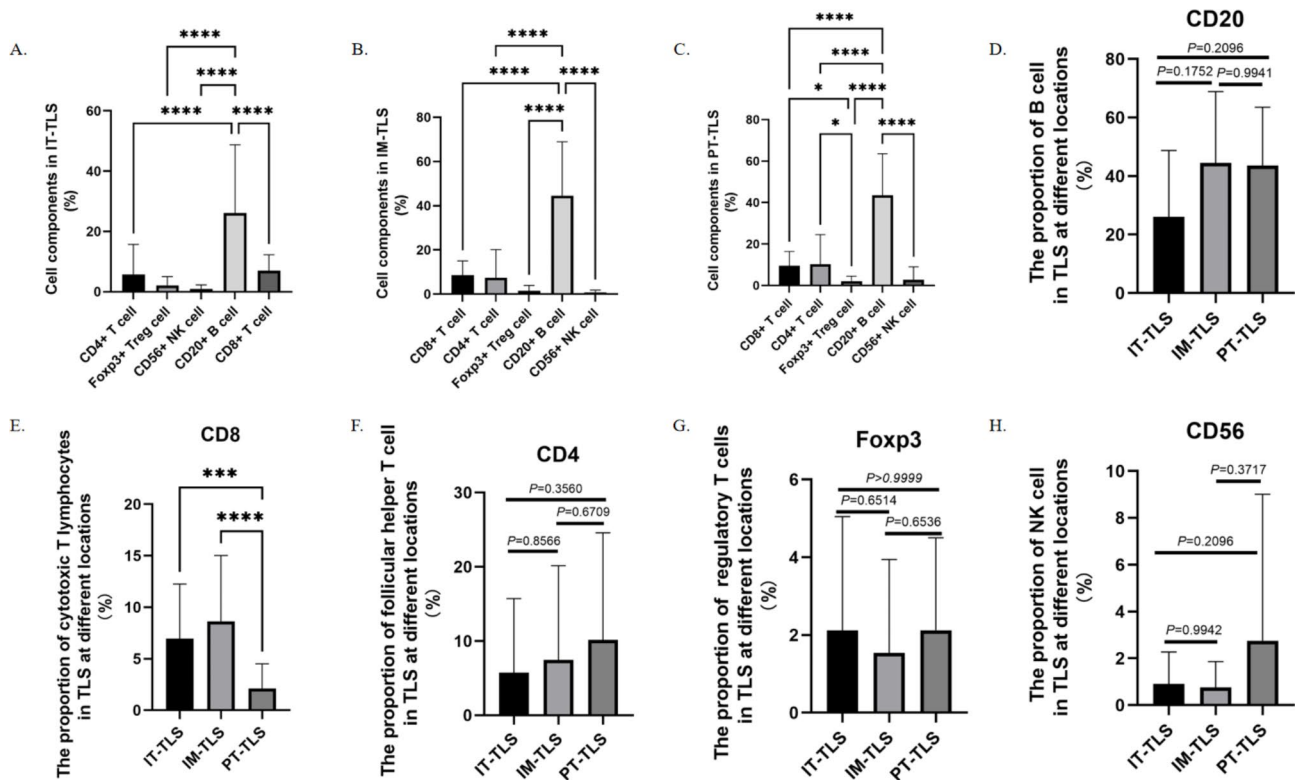 A.
****
****
****
****
Cell components in IT-TLS
(%)
60
40
20
0
CD4+ T cell
Foxp3+ Treg cell
CD56+ NK cell
CD20+ B cell
CD8+ T cell
B.
****
****
****
****
Cell components in IM-TLS
(%)
80
60
40
20
0
CD8+ T cell
CD4+ T cell
Foxp3+ Treg cell
CD20+ B cell
CD56+ NK cell
C.
****
****
*
****
*
****
Cell components in PT-TLS
(%)
80
60
40
20
0
CD8+ T cell
CD4+ T cell
Foxp3+ Treg cell
CD20+ B cell
CD56+ NK cell
D.
CD20
P=0.2096
P=0.1752
P=0.9941
The proportion of B cell
in TLS at different locations
(%)
80
60
40
20
0
IT-TLS
IM-TLS
PT-TLS
E.
CD8
***
****
The proportion of cytotoxic T lymphocytes
in TLS at different locations
(%)
20
15
10
5
0
IT-TLS
IM-TLS
PT-TLS
F.
CD4
P=0.3560
P=0.6709
P=0.8566
The proportion of follicular helper T cell
in TLS at different locations
(%)
30
20
10
0
IT-TLS
IM-TLS
PT-TLS
G.
Foxp3
P>0.9999
P=0.6514
P=0.6536
The proportion of regulatory T cells
in TLS at different locations
(%)
6
4
2
0
IT-TLS
IM-TLS
PT-TLS
H.
CD56
P=0.3717
P=0.2096
P=0.9942
The proportion of NK cell
in TLS at different locations
(%)
10
8
6
4
2
0
IT-TLS
IM-TLS
PT-TLS